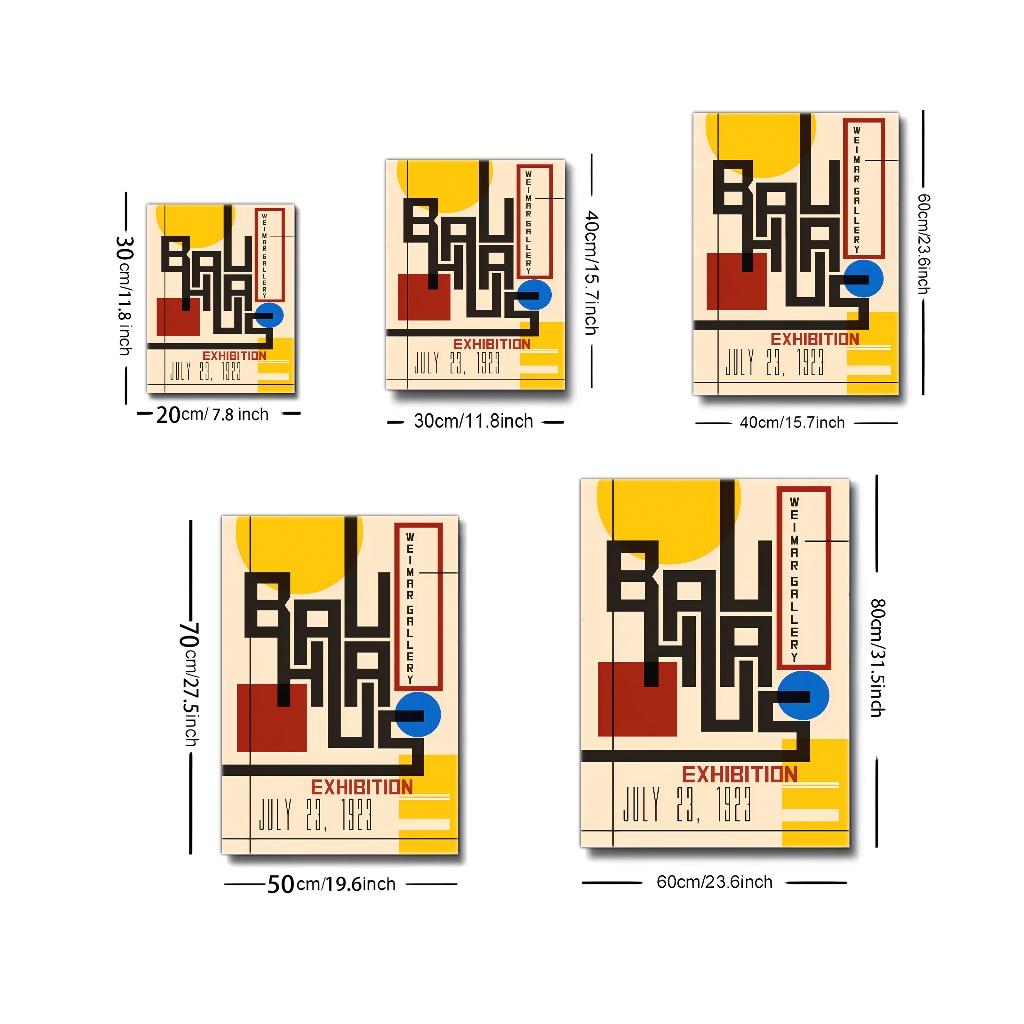 WEIMAR GALLERY
BAUHAUS
EXHIBITION
JULY 23, 1923
30cm/11.8 inch
20cm/ 7.8 inch
WEIMAR GALLERY
BAUHAUS
EXHIBITION
JULY 23, 1923
40cm/15.7inch
30cm/11.8inch
WEIMAR GALLERY
BAUHAUS
EXHIBITION
JULY 23, 1923
60cm/23.6inch
40cm/15.7inch
WEIMAR GALLERY
BAUHAUS
EXHIBITION
JULY 23, 1923
70cm/27.5inch
50cm/19.6inch
WEIMAR GALLERY
BAUHAUS
EXHIBITION
JULY 23, 1923
80cm/31.5inch
60cm/23.6inch